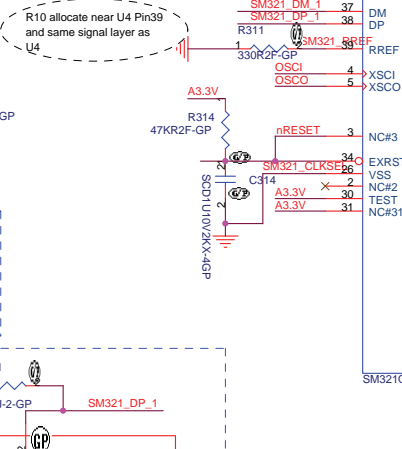 R10 allocate near U4 Pin39
and same signal layer as
U4
SM321_DM_1
37
DM
SM321_DP_1
38
DP
R311
1
2
SM321_RREF
39
RREF
330R2F-GP
OSCI
4
XSCI
OSCO
5
XSCO
A3.3V
GP
R314
47KR2F-GP
nRESET
3
NC#3
G/P
34
EXRST
2
SM321_CLKSEL
26
VSS
C314
2
NC#2
G/P
A3.3V
30
TEST
2
A3.3V
31
NC#31
SCD1U10V2KX-4GP
SM321
-2-GP
SM321_DP_1
GP